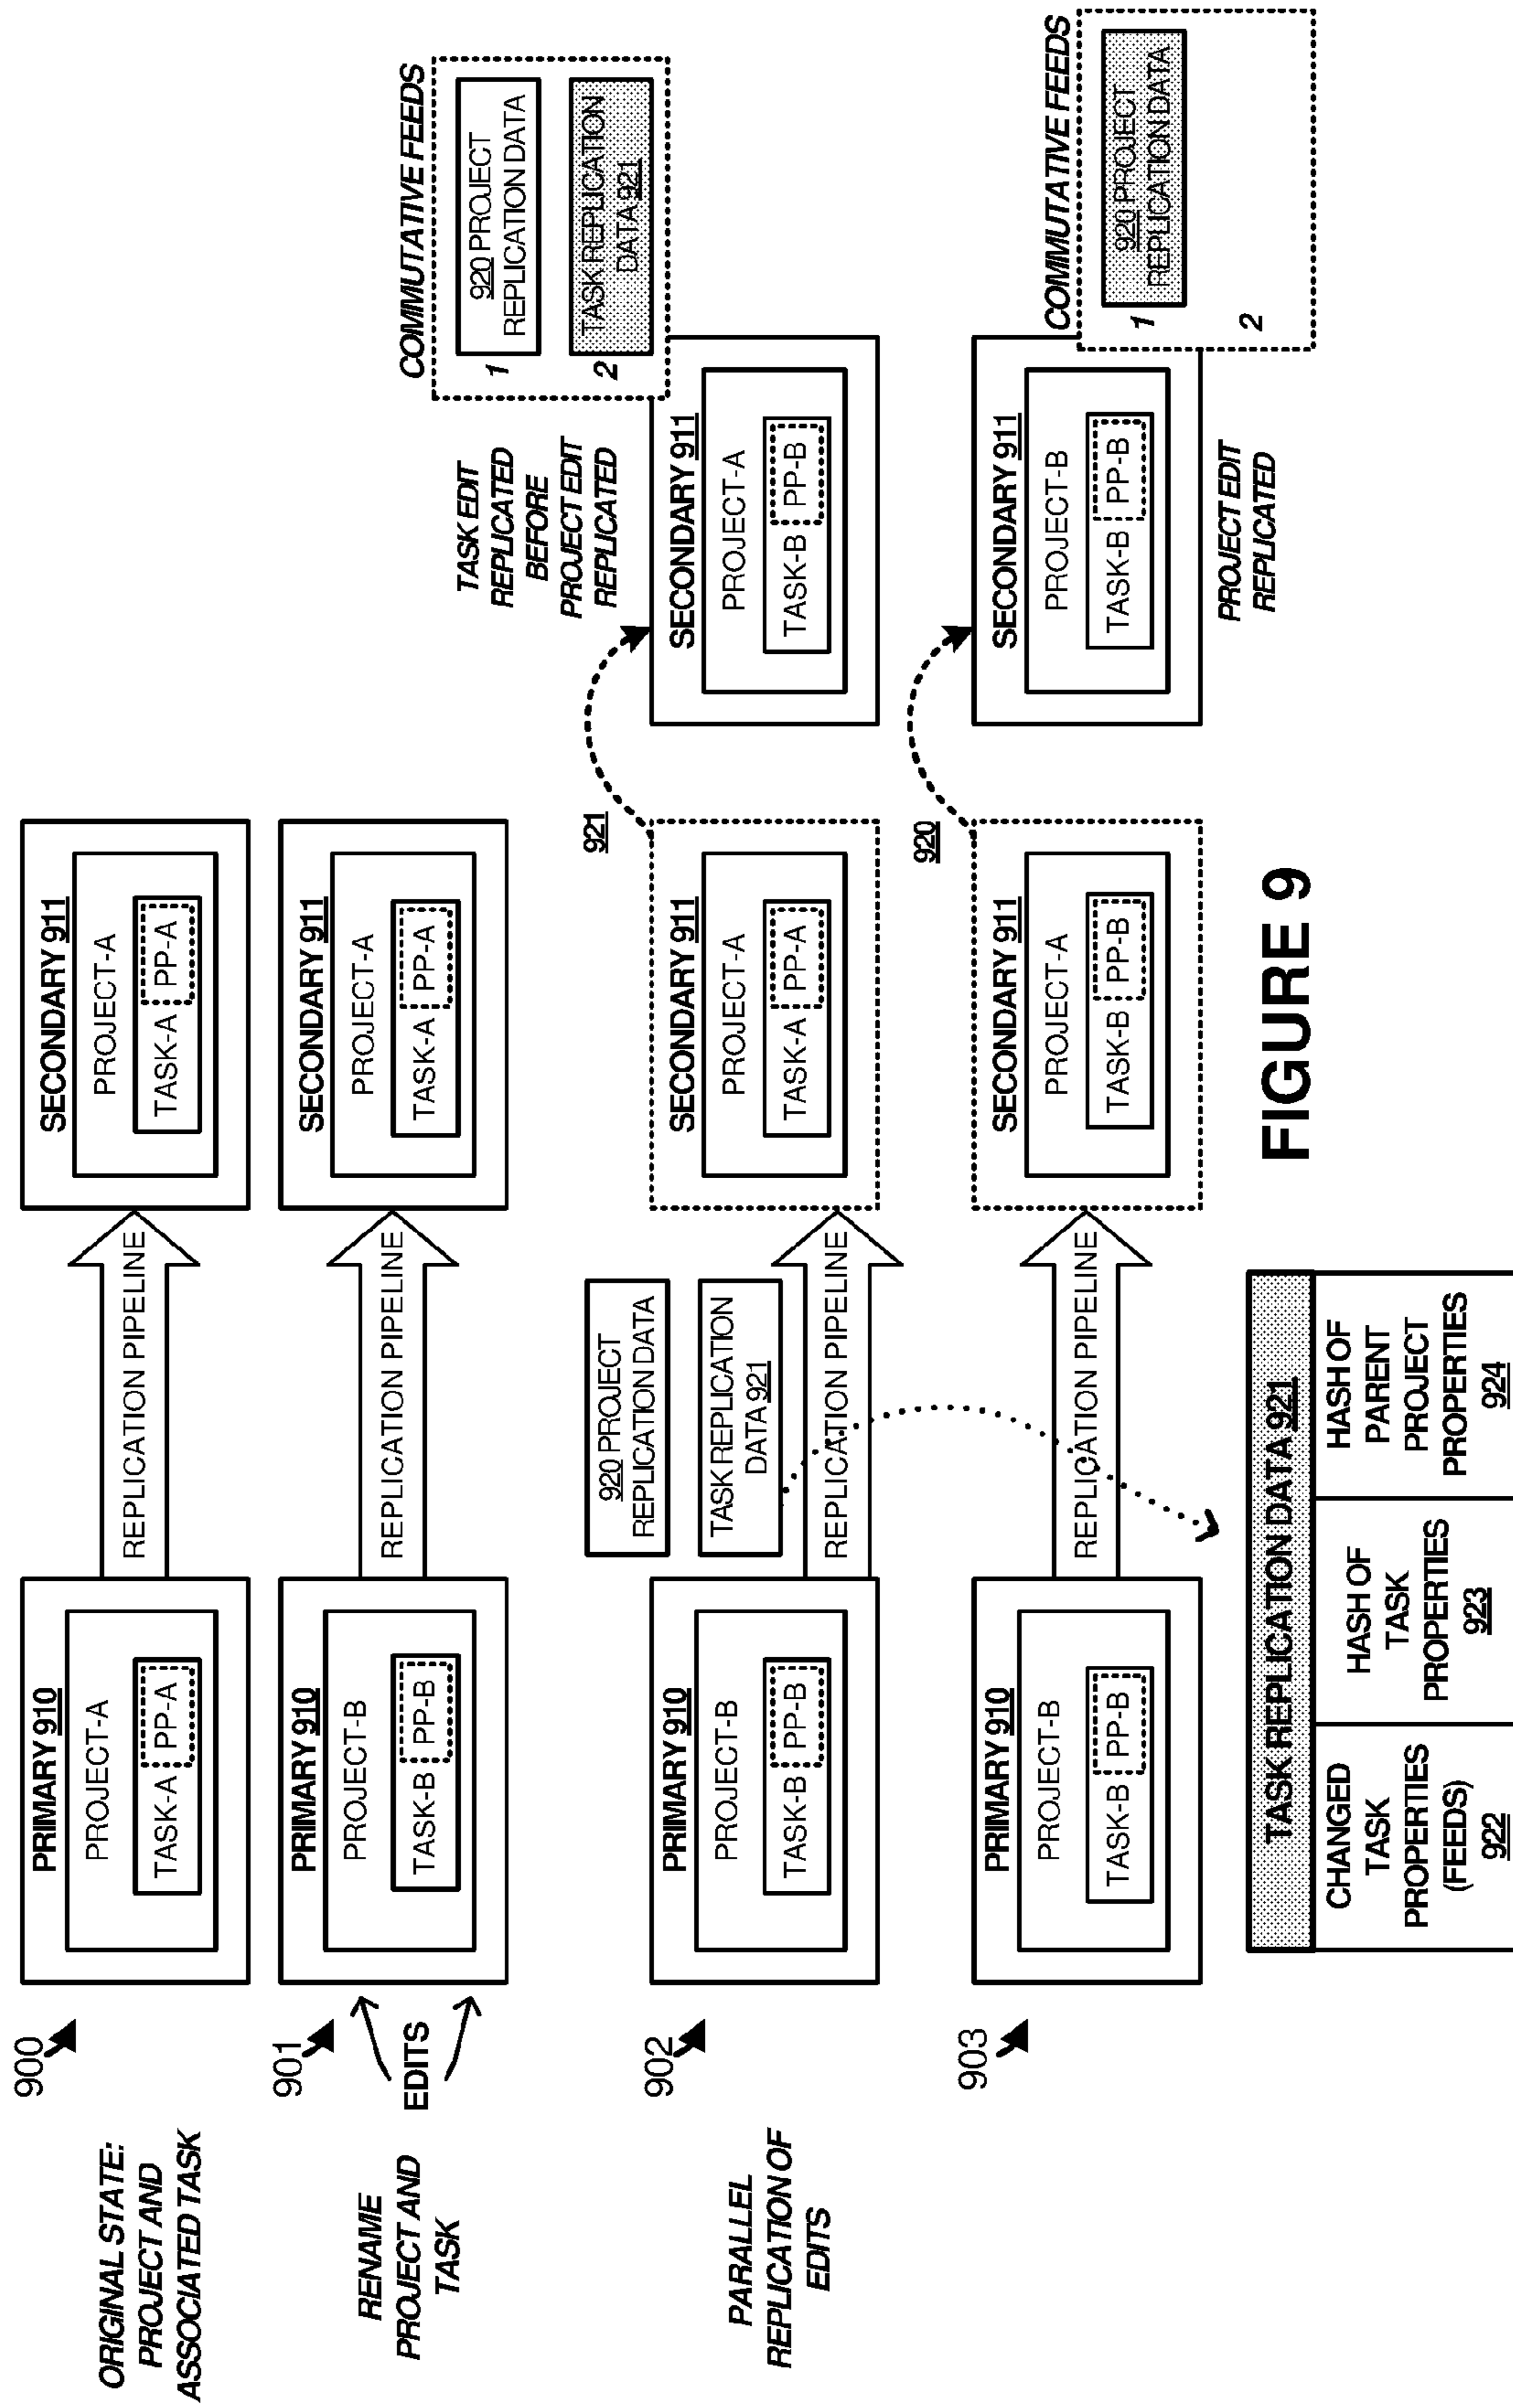 900
ORIGINAL STATE:
PROJECT AND
ASSOCIATED TASK
PRIMARY 910
PROJECT-A
TASK-A PP-A
REPLICATION PIPELINE
SECONDARY 911
PROJECT-A
TASK-A PP-A
901
EDITS
RENAME
PROJECT AND
TASK
PRIMARY 910
PROJECT-B
TASK-B PP-B
REPLICATION PIPELINE
SECONDARY 911
PROJECT-A
TASK-A PP-A
902
PARALLEL
REPLICATION OF
EDITS
PRIMARY 910
PROJECT-B
TASK-B PP-B
920 PROJECT
REPLICATION DATA
TASK REPLICATION
DATA 921
REPLICATION PIPELINE
SECONDARY 911
PROJECT-A
TASK-A PP-A
921
TASK EDIT
REPLICATED
BEFORE
PROJECT EDIT
REPLICATED
SECONDARY 911
PROJECT-A
TASK-B PP-B
COMMUTATIVE FEEDS
1
920 PROJECT
REPLICATION DATA
2
TASK REPLICATION
DATA 921
903
PRIMARY 910
PROJECT-B
TASK-B PP-B
REPLICATION PIPELINE
SECONDARY 911
PROJECT-A
TASK-B PP-B
920
SECONDARY 911
PROJECT-B
TASK-B PP-B
PROJECT EDIT
REPLICATED
COMMUTATIVE FEEDS
1
920 PROJECT
REPLICATION DATA
2
TASK REPLICATION DATA 921
CHANGED
TASK
PROPERTIES
(FEEDS)
922
HASH OF
TASK
PROPERTIES
923
HASH OF
PARENT
PROJECT
PROPERTIES
924
FIGURE 9